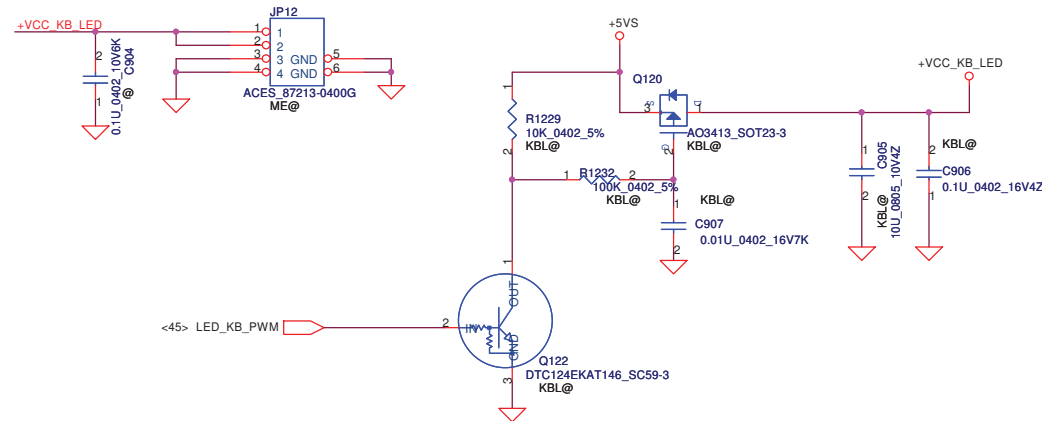 +VCC_KB_LED
JP12
1
2
3
4
1
2
3 GND
4 GND
5
6
ACES_87213-0400G
ME@
2
1
0.1U_0402_10V6K
C904
@
+5VS
Q120
3
S
D
1
G
2
AO3413_SOT23-3
KBL@
+VCC_KB_LED
1
R1229
10K_0402_5%
KBL@
2
1
R1232
2
100K_0402_5%
KBL@
1
KBL@
C907
0.01U_0402_16V7K
2
1
2
C905
10U_0805_10V4Z
KBL@
2
KBL@
C906
0.1U_0402_16V4Z
1
1
OUT
<45> LED_KB_PWM
2
IN
GND
3
Q122
DTC124EKAT146_SC59-3
KBL@